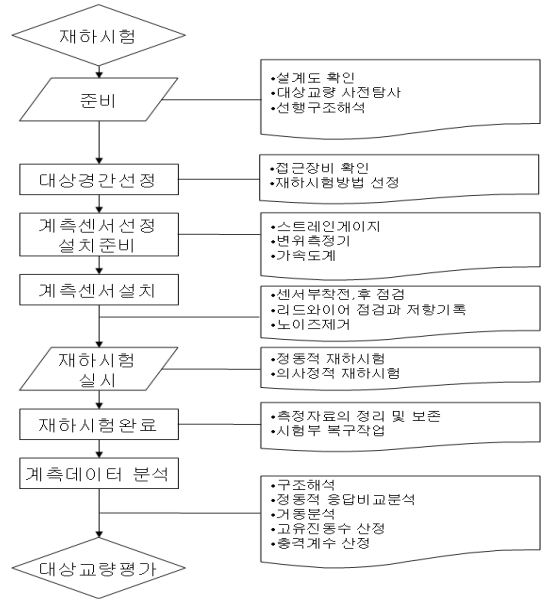 재하시험
준비
•설계도 확인
•대상교량 사전탐사
•선행구조해석
대상경간선정
•접근장비 확인
•재하시험방법 선정
계측센서선정
설치준비
•스트레인게이지
•변위측정기
•가속도계
계측센서설치
•센서부착전,후 점검
•리드와이어 점검과 저항기록
•노이즈제거
재하시험
실시
•정동적 재하시험
•의사정적 재하시험
재하시험완료
•측정자료의 정리 및 보존
•시험부 복구작업
계측데이터 분석
•구조해석
•정동적 응답비교분석
•거동분석
•고유진동수 산정
•충격계수 산정
대상교량평가